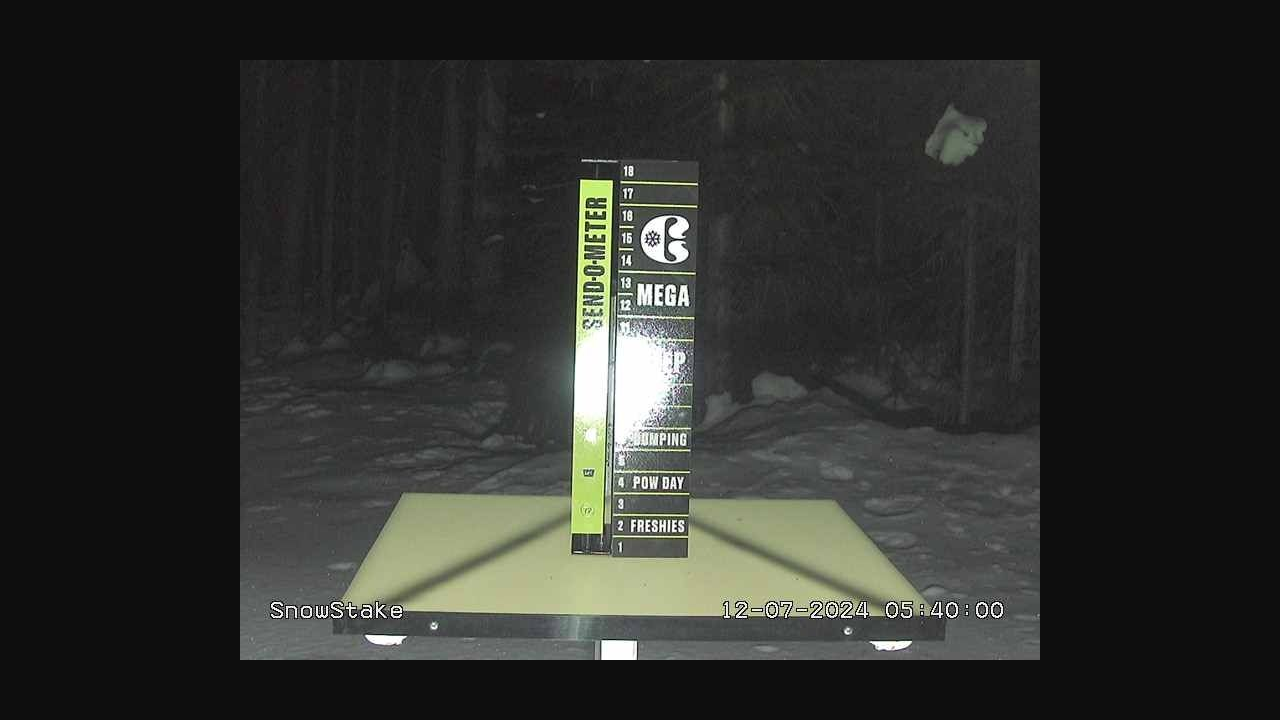 18
17
16
15
14
13
12 MEGA
11
SEND-O-METER
DUMPING
4 POW DAY
3
2 FRESHIES
1
SnowStake
12-07-2024 05:40:00